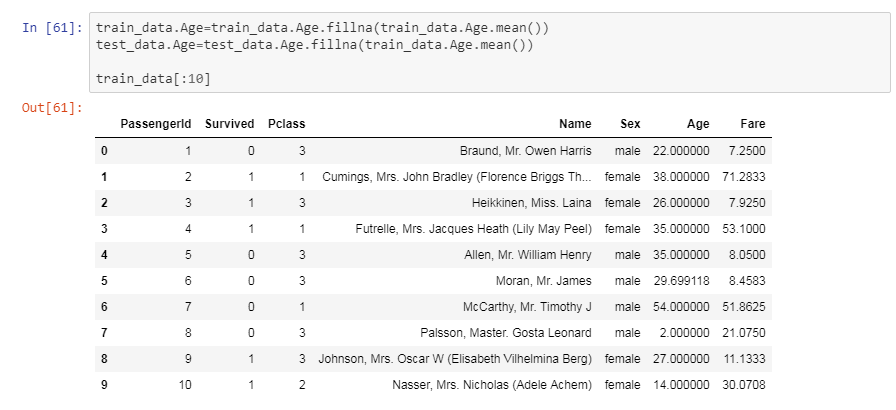 In [61]: train_data.Age=train_data.Age.fillna(train_data.Age.mean())
test_data.Age=test_data.Age.fillna(train_data.Age.mean())
train_data[:10]
Out[61]:
PassengerId Survived Pclass Name Sex Age Fare
0 1 0 3 Braund, Mr. Owen Harris male 22.000000 7.2500
1 2 1 1 Cumings, Mrs. John Bradley (Florence Briggs Th... female 38.000000 71.2833
2 3 1 3 Heikkinen, Miss. Laina female 26.000000 7.9250
3 4 1 1 Futrelle, Mrs. Jacques Heath (Lily May Peel) female 35.000000 53.1000
4 5 0 3 Allen, Mr. William Henry male 35.000000 8.0500
5 6 0 3 Moran, Mr. James male 29.699118 8.4583
6 7 0 1 McCarthy, Mr. Timothy J male 54.000000 51.8625
7 8 0 3 Palsson, Master. Gosta Leonard male 2.000000 21.0750
8 9 1 3 Johnson, Mrs. Oscar W (Elisabeth Vilhelmina Berg) female 27.000000 11.1333
9 10 1 2 Nasser, Mrs. Nicholas (Adele Achem) female 14.000000 30.0708